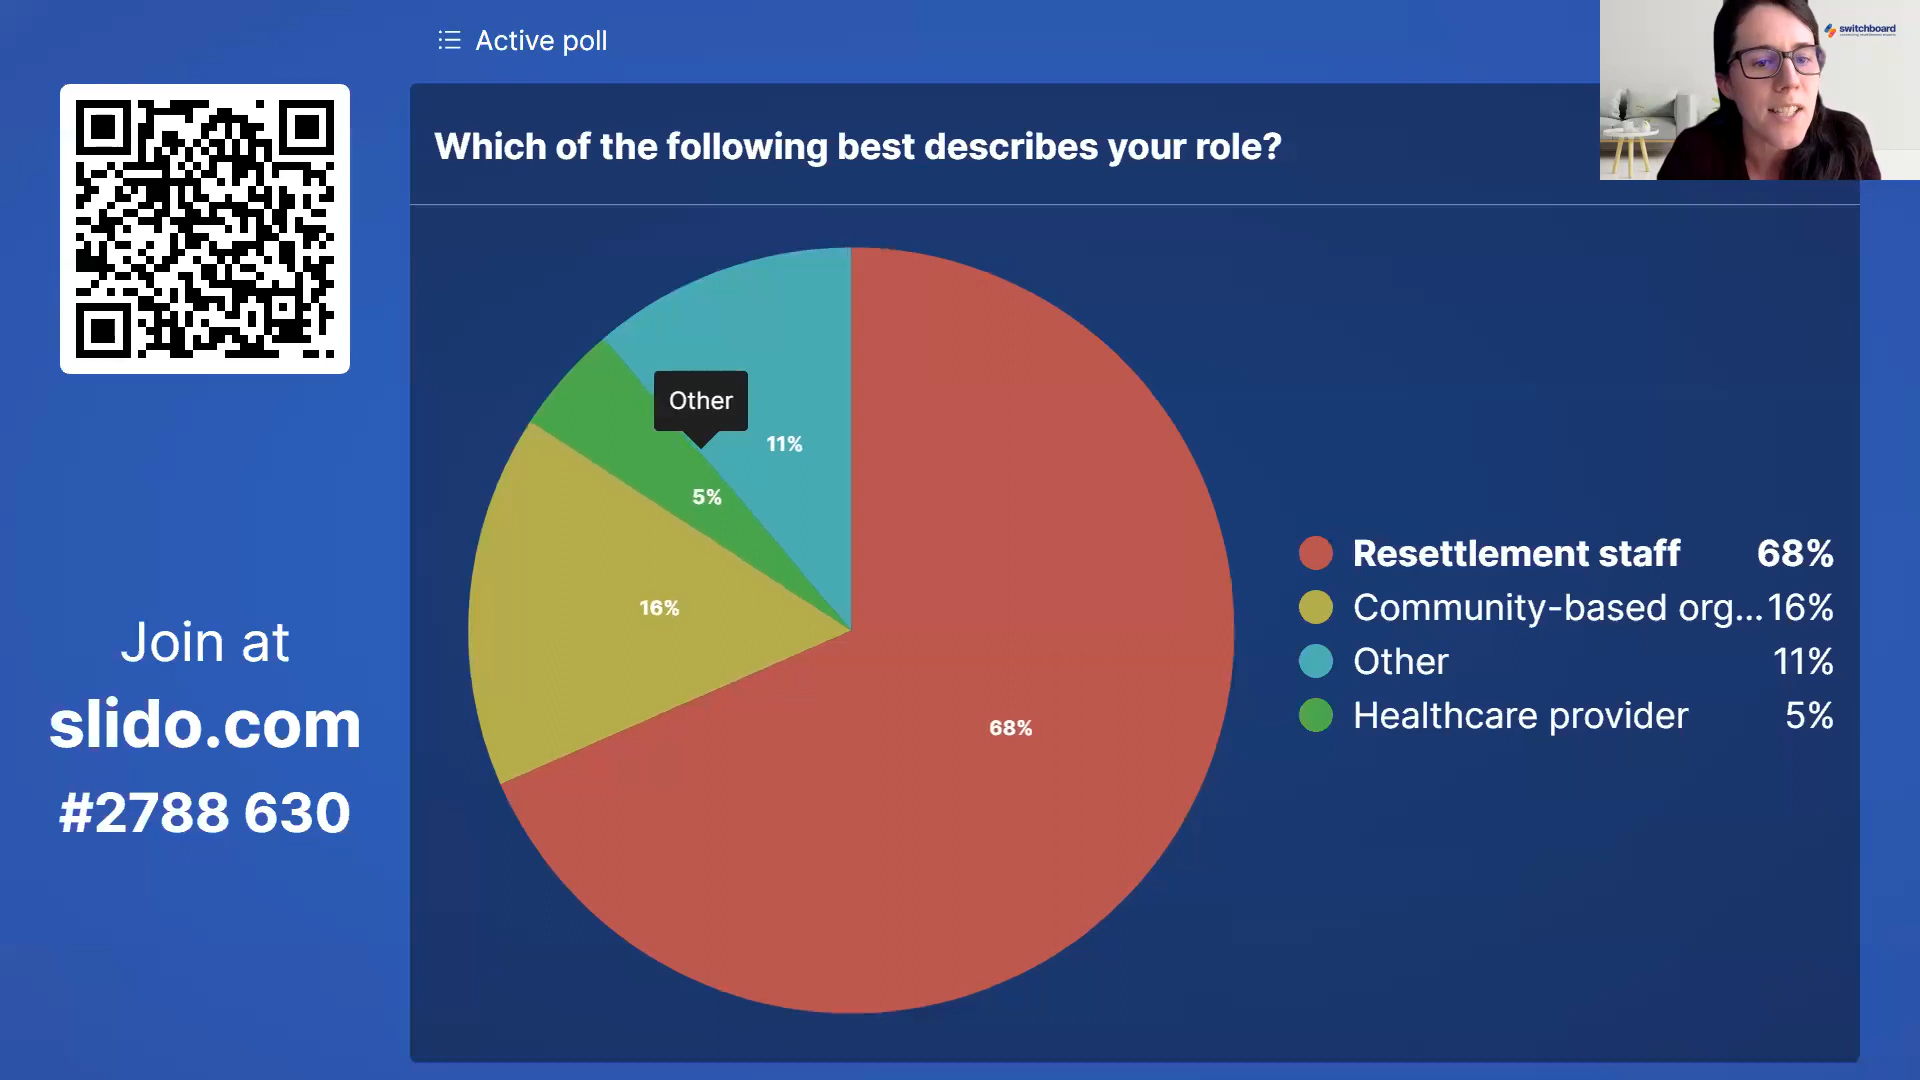 Active poll
switchboard
Which of the following best describes your role?
Other
11%
5%
16%
68%
Resettlement staff 68%
Community-based org... 16%
Other 11%
Healthcare provider 5%
Join at
slido.com
#2788 630